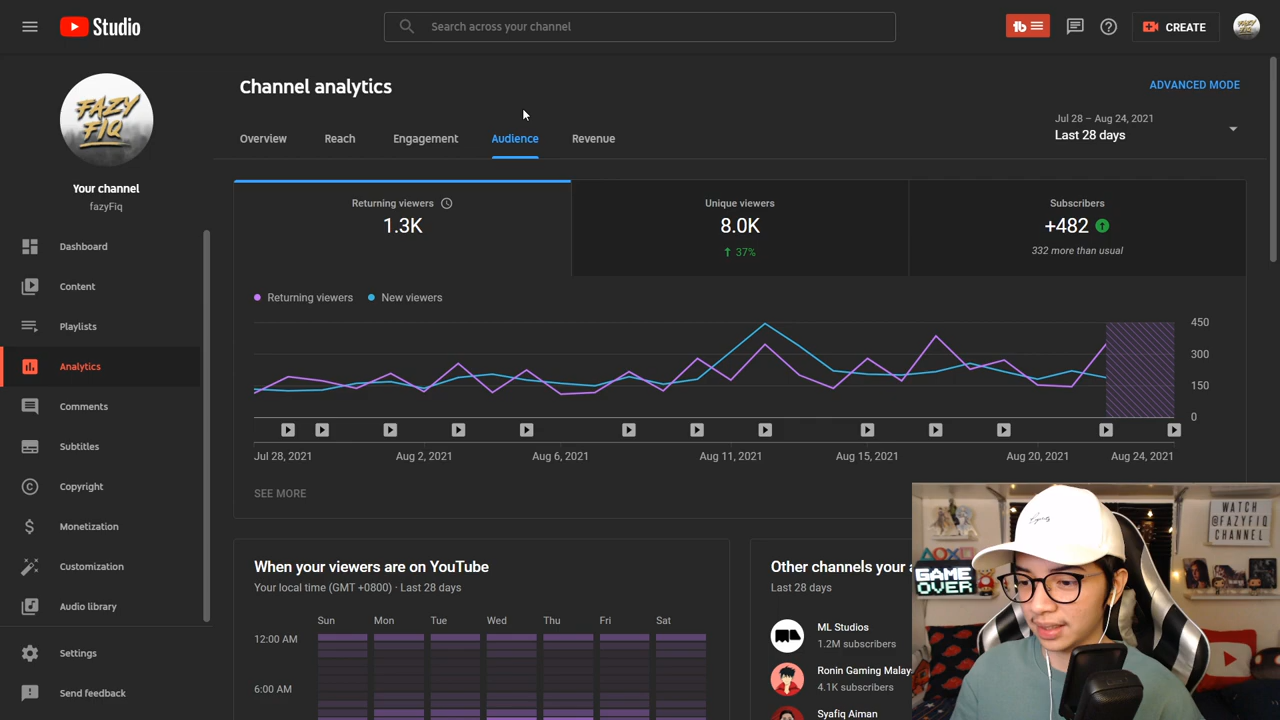 Studio
Search across your channel
CREATE
FAZY
FIQ
Your channel
fazyFiq
Dashboard
Content
Playlists
Analytics
Comments
Subtitles
Copyright
Monetization
Customization
Audio library
Settings
Send feedback
Channel analytics
ADVANCED MODE
Overview
Reach
Engagement
Audience
Revenue
Jul 28 – Aug 24, 2021
Last 28 days
Returning viewers
1.3K
Unique viewers
8.0K
37%
Subscribers
+482
332 more than usual
Returning viewers
New viewers
450
300
150
0
Jul 28, 2021
Aug 2, 2021
Aug 6, 2021
Aug 11, 2021
Aug 15, 2021
Aug 20, 2021
Aug 24, 2021
SEE MORE
When your viewers are on YouTube
Your local time (GMT +0800) · Last 28 days
Sun
Mon
Tue
Wed
Thu
Fri
Sat
12:00 AM
6:00 AM
Other channels your
Last 28 days
ML Studios
1.2M subscribers
Ronin Gaming Malay
4.1K subscribers
Syafiq Aiman
GAME
OVER
WATCH
@FAZYFIQ
CHANNEL